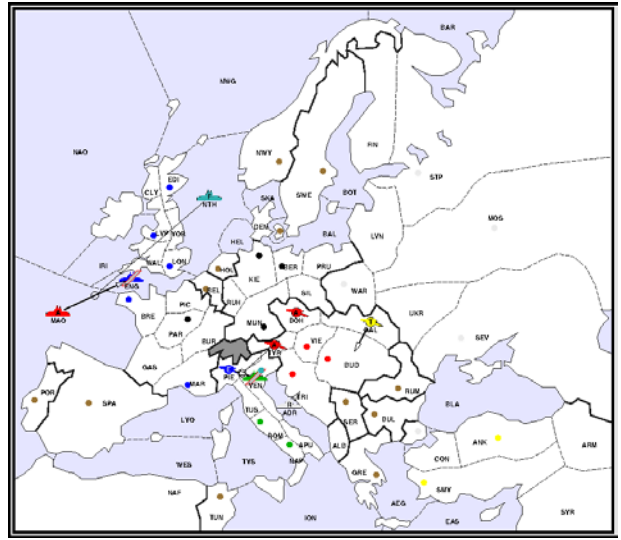 BAR
NWG
NAO
FIN
NWY
STP
SWE
EDI
CLY
BOT
NTH
SKA
MOS
LVP YOR
DEN
LVN
BAL
HEL
IRI
WAL LON
HOL
KIE
BER
PRU
ENG
BEL
SIL
WAR
RUH
PIC
UKR
MAO
BRE
BOH
GAL
MUN
PAR
VIE
SEV
BUR
TYR
BUD
GAS
PIE
VEN
MAR
TRI
RUM
POR
SPA
BLA
TUS
ADR
SER
BUL
LYO
ROM
ANK
APU
ALB
CON
ARM
WES
TYS
NAP
GRE
SMY
NAF
TUN
ION
AEG
EAS
SYR